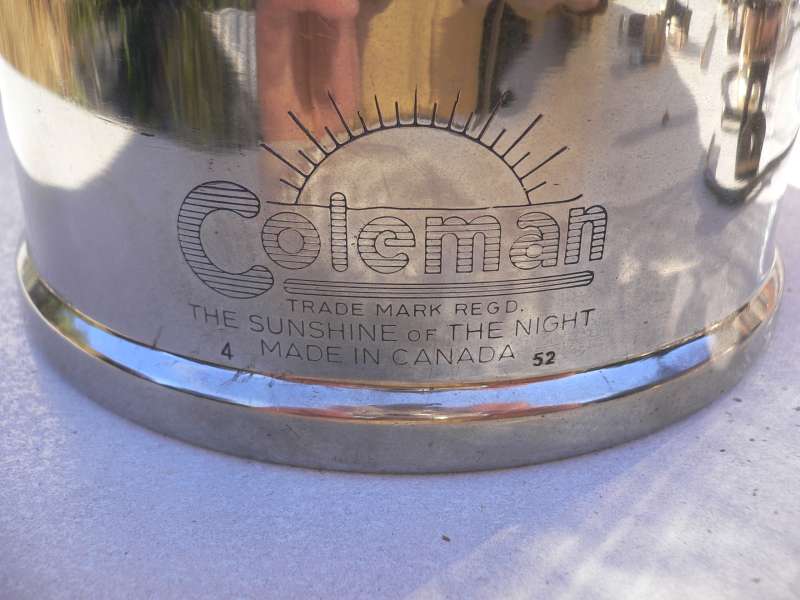 Coleman
TRADE MARK REGD.
THE SUNSHINE OF THE NIGHT
4 MADE IN CANADA 52